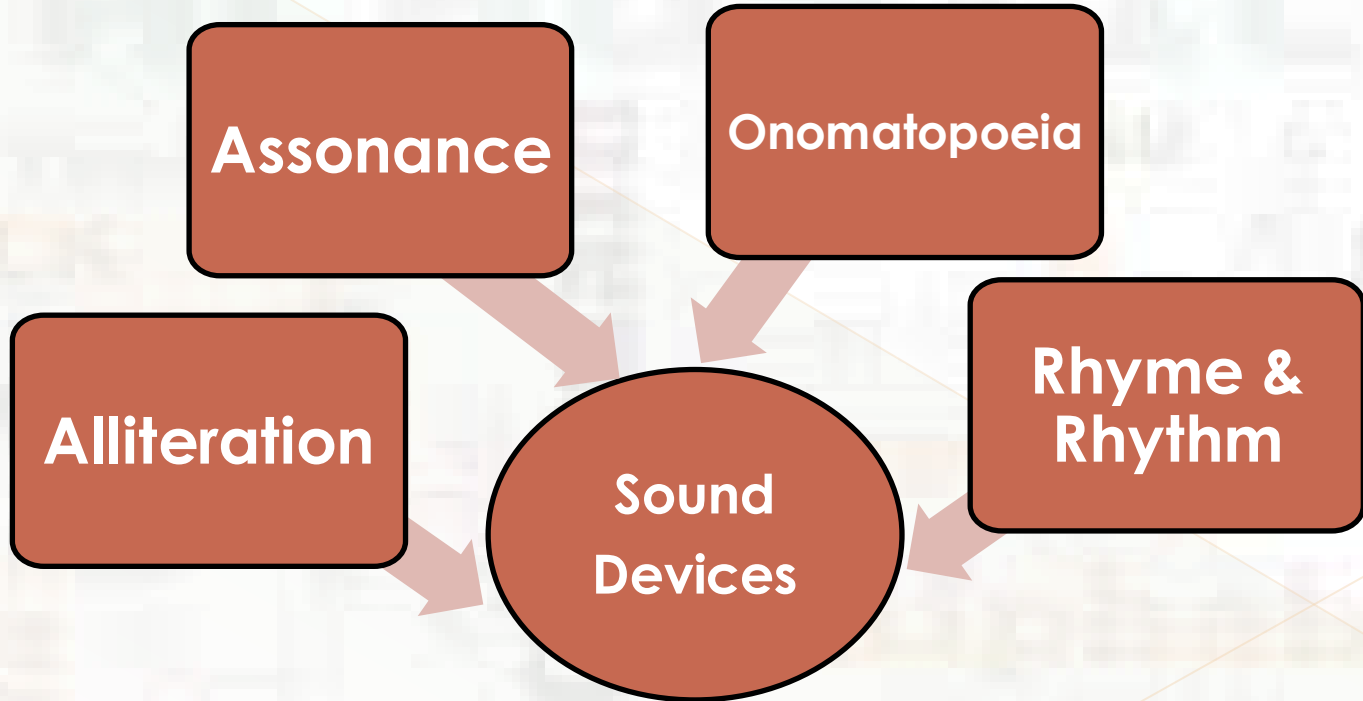 Assonance
Onomatopoeia
Alliteration
Rhyme &
Rhythm
Sound
Devices